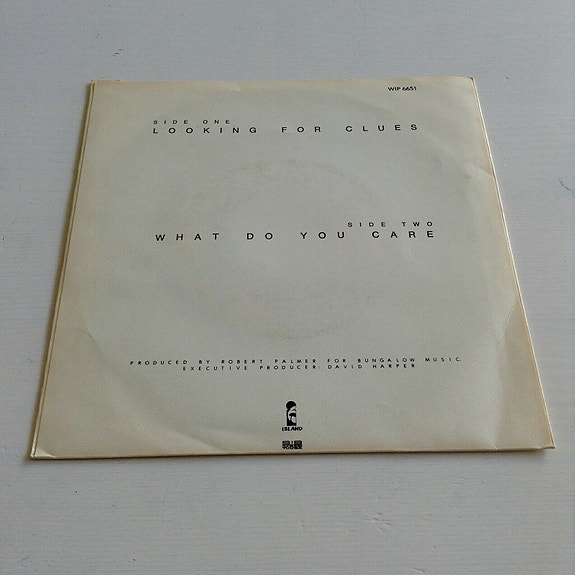 WIP 6651
SIDE ONE
LOOKING FOR CLUES
SIDE TWO
WHAT DO YOU CARE
PRODUCED BY ROBERT PALMER FOR BUNGALOW MUSIC.
EXECUTIVE PRODUCER: DAVID HARPER
ISLAND